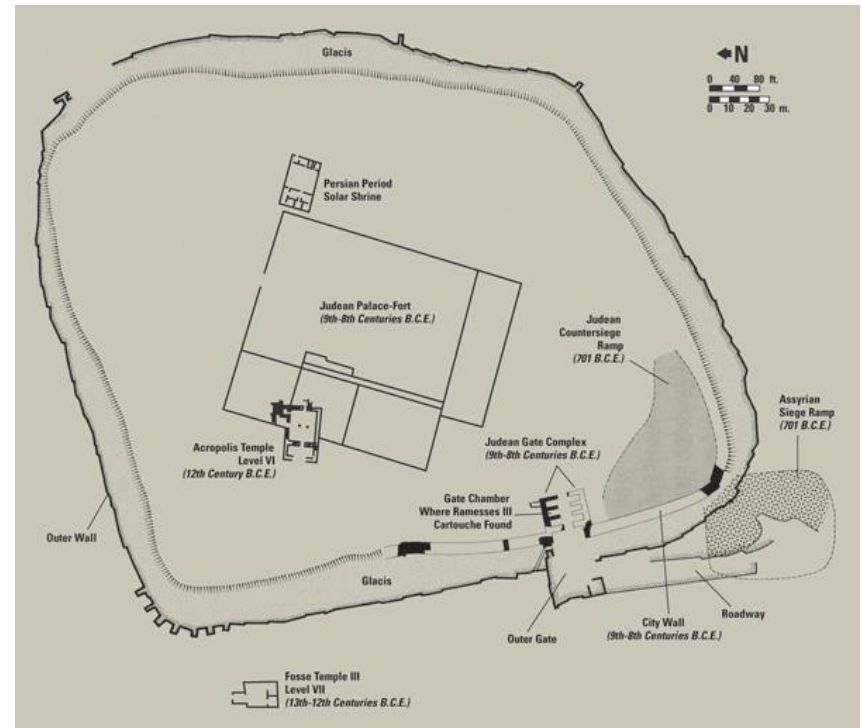 Glacis
N
0 40 80 ft.
0 10 20 30 m.
Persian Period
Solar Shrine
Judean Palace-Fort
(9th-8th Centuries B.C.E.)
Judean
Countersiege
Ramp
(701 B.C.E.)
Assyrian
Siege Ramp
(701 B.C.E.)
Acropolis Temple
Level VI
(12th Century B.C.E.)
Judean Gate Complex
(9th-8th Centuries B.C.E.)
Gate Chamber
Where Ramesses III
Cartouche Found
Outer Wall
Glacis
Roadway
City Wall
(9th-8th Centuries B.C.E.)
Outer Gate
Fosse Temple III
Level VII
(13th-12th Centuries B.C.E.)